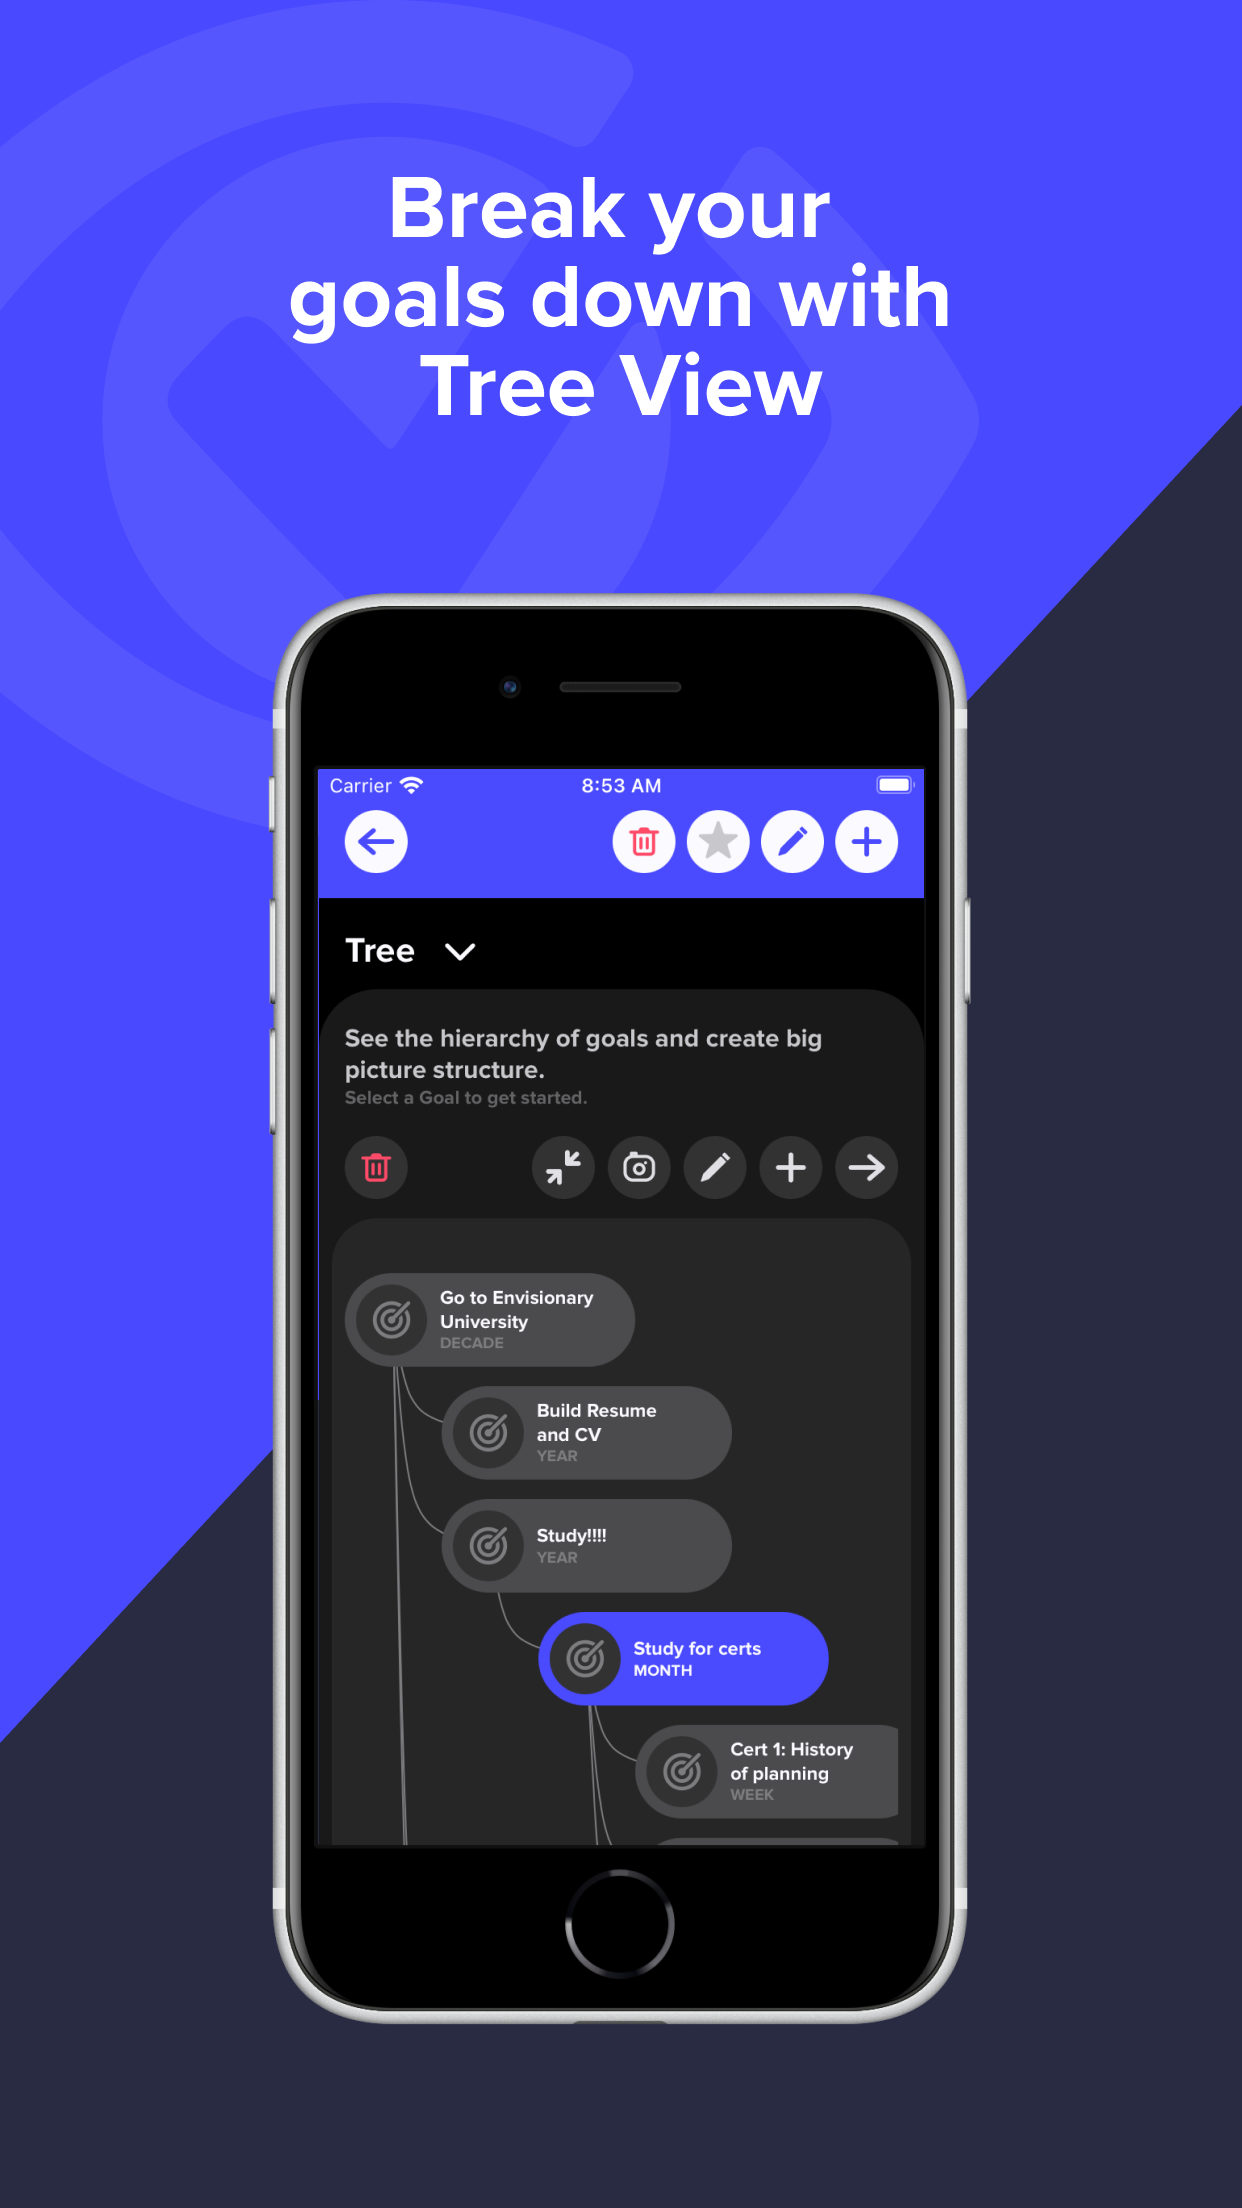 Break your
goals down with
Tree View
Carrier
8:53 AM
Tree
See the hierarchy of goals and create big
picture structure.
Select a Goal to get started.
Go to Envisionary
University
DECADE
Build Resume
and CV
YEAR
Study!!!!
YEAR
Study for certs
MONTH
Cert 1: History
of planning
WEEK